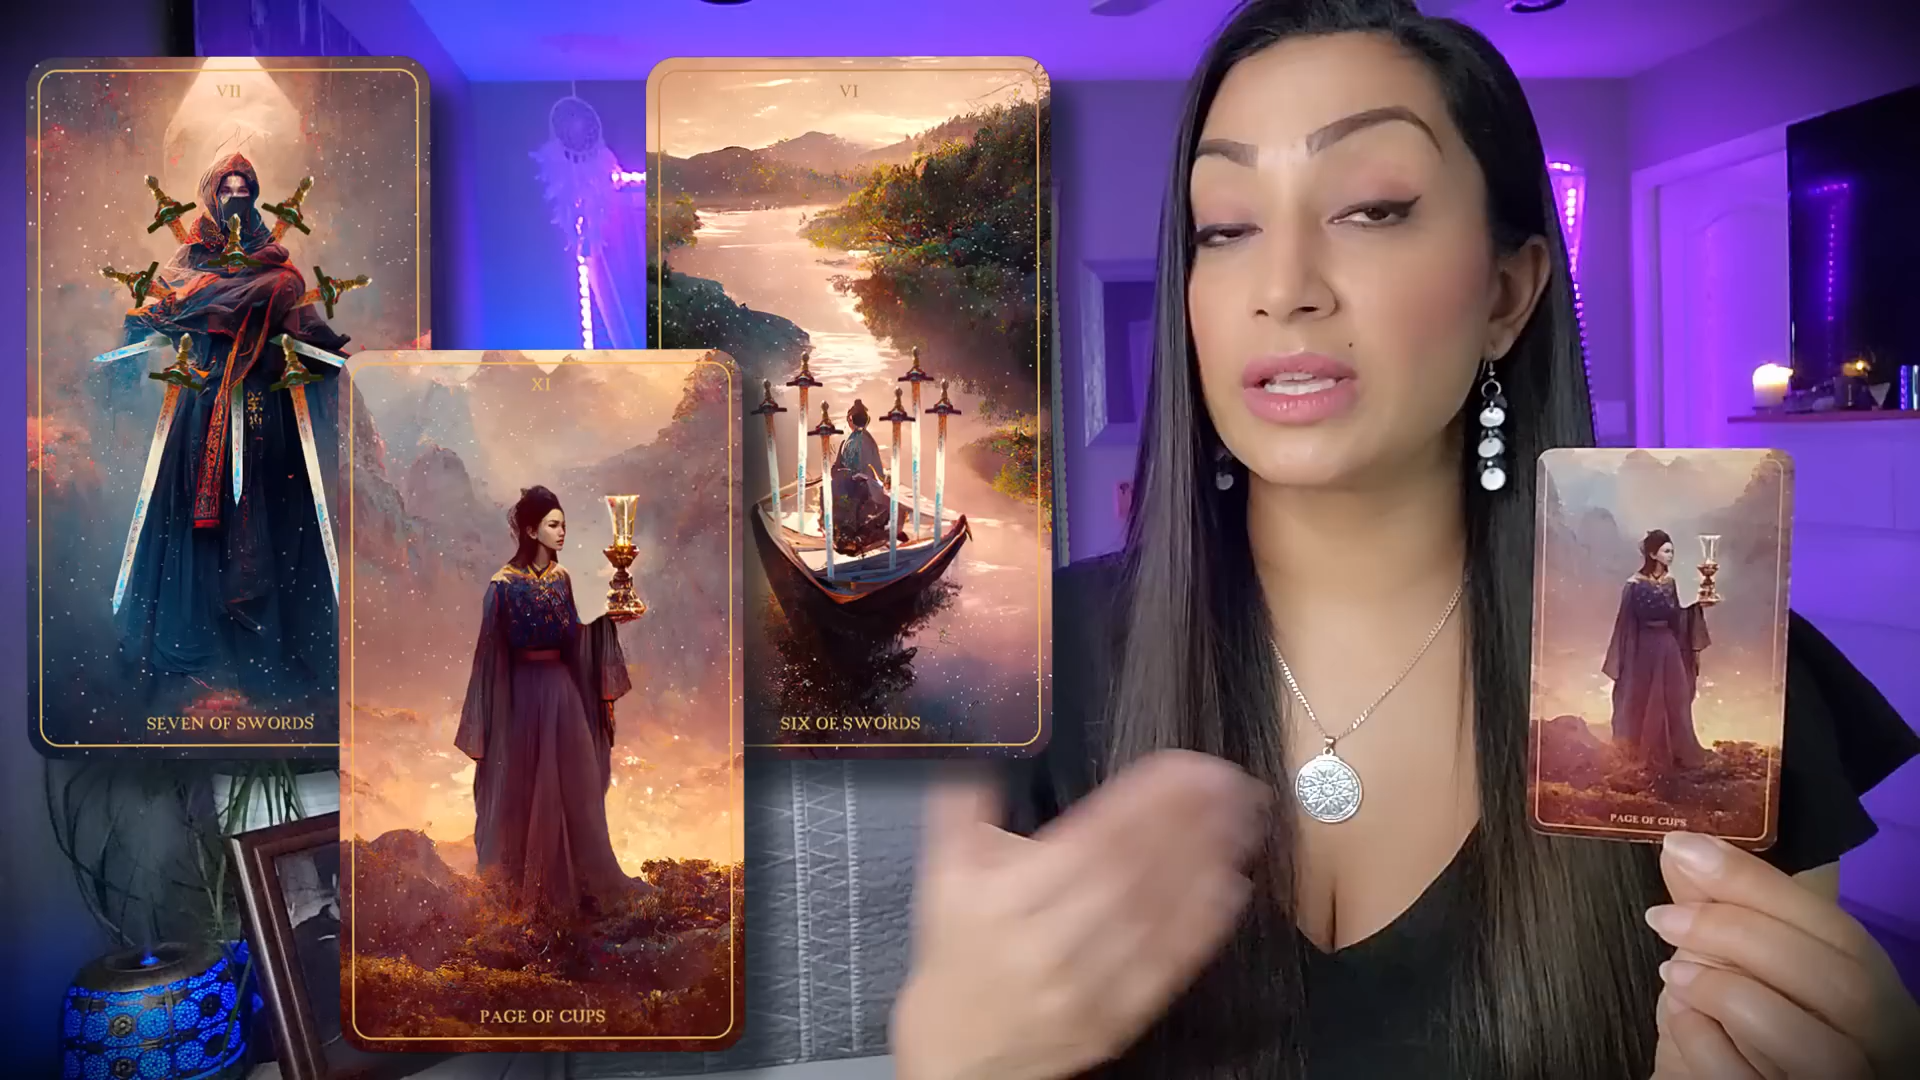 VII
SEVEN OF SWORDS
VI
SIX OF SWORDS
XI
PAGE OF CUPS
PAGE OF CUPS